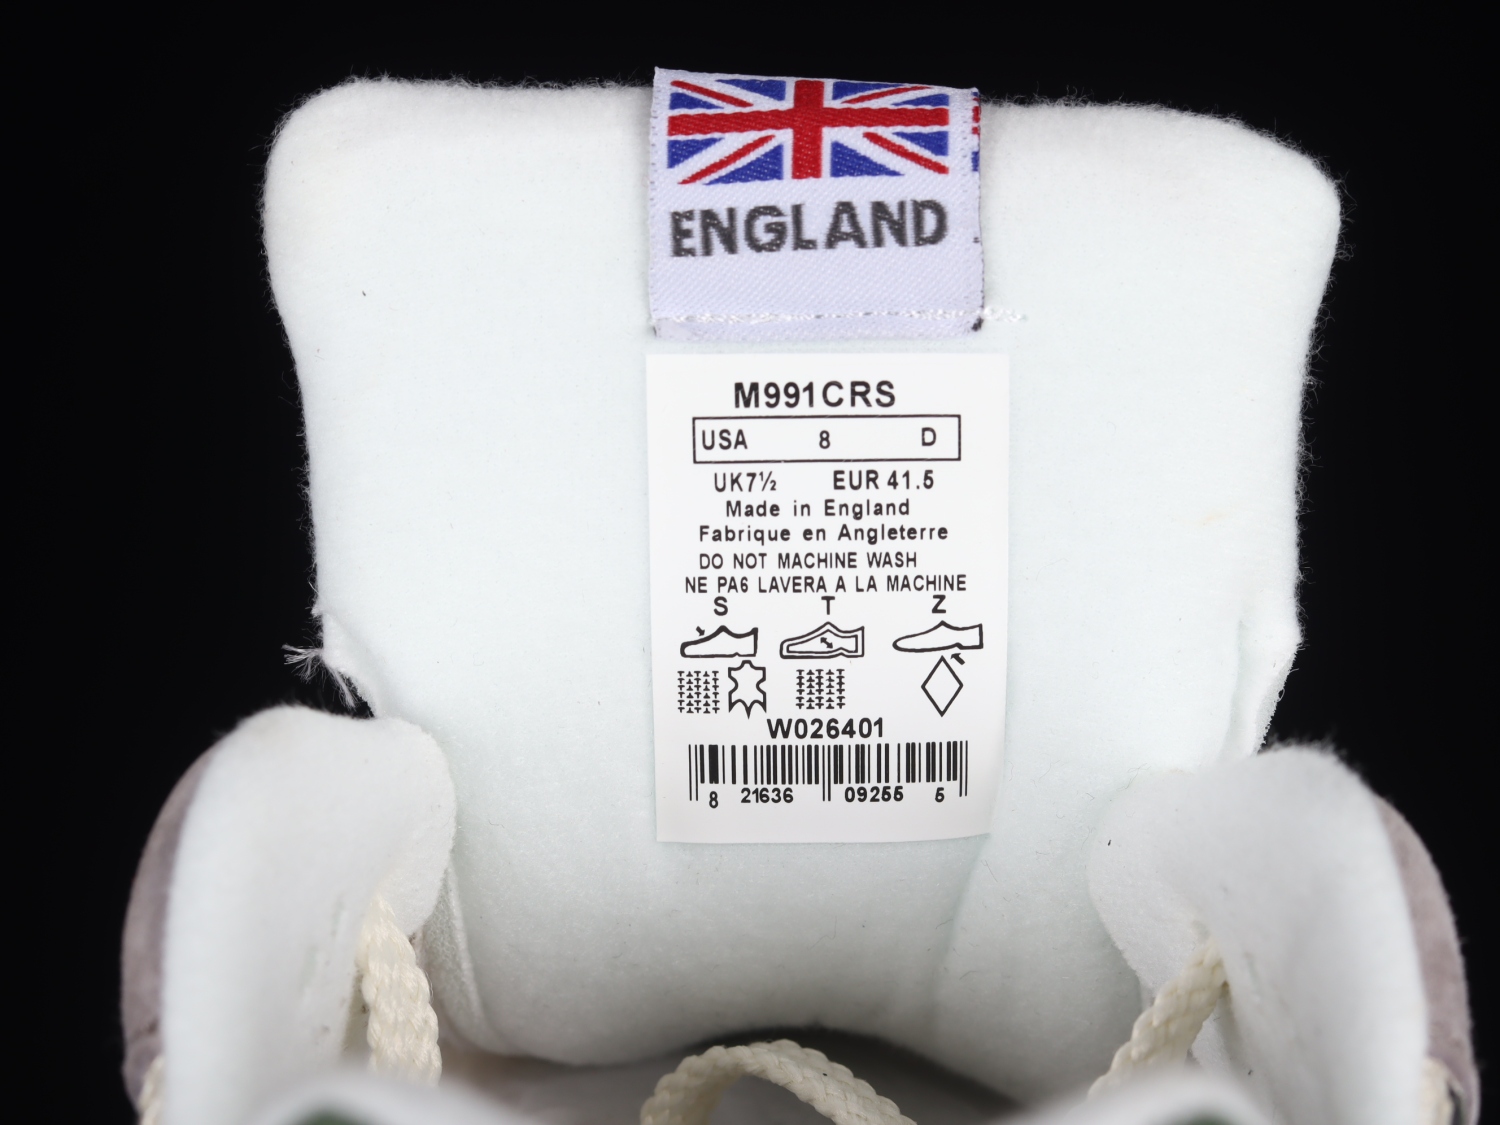 ENGLAND
M991CRS
USA 8 D
UK7½ EUR 41.5
Made in England
Fabrique en Angleterre
DO NOT MACHINE WASH
NE PA6 LAVERA A LA MACHINE
S T Z
W026401
8 21636 09255 5